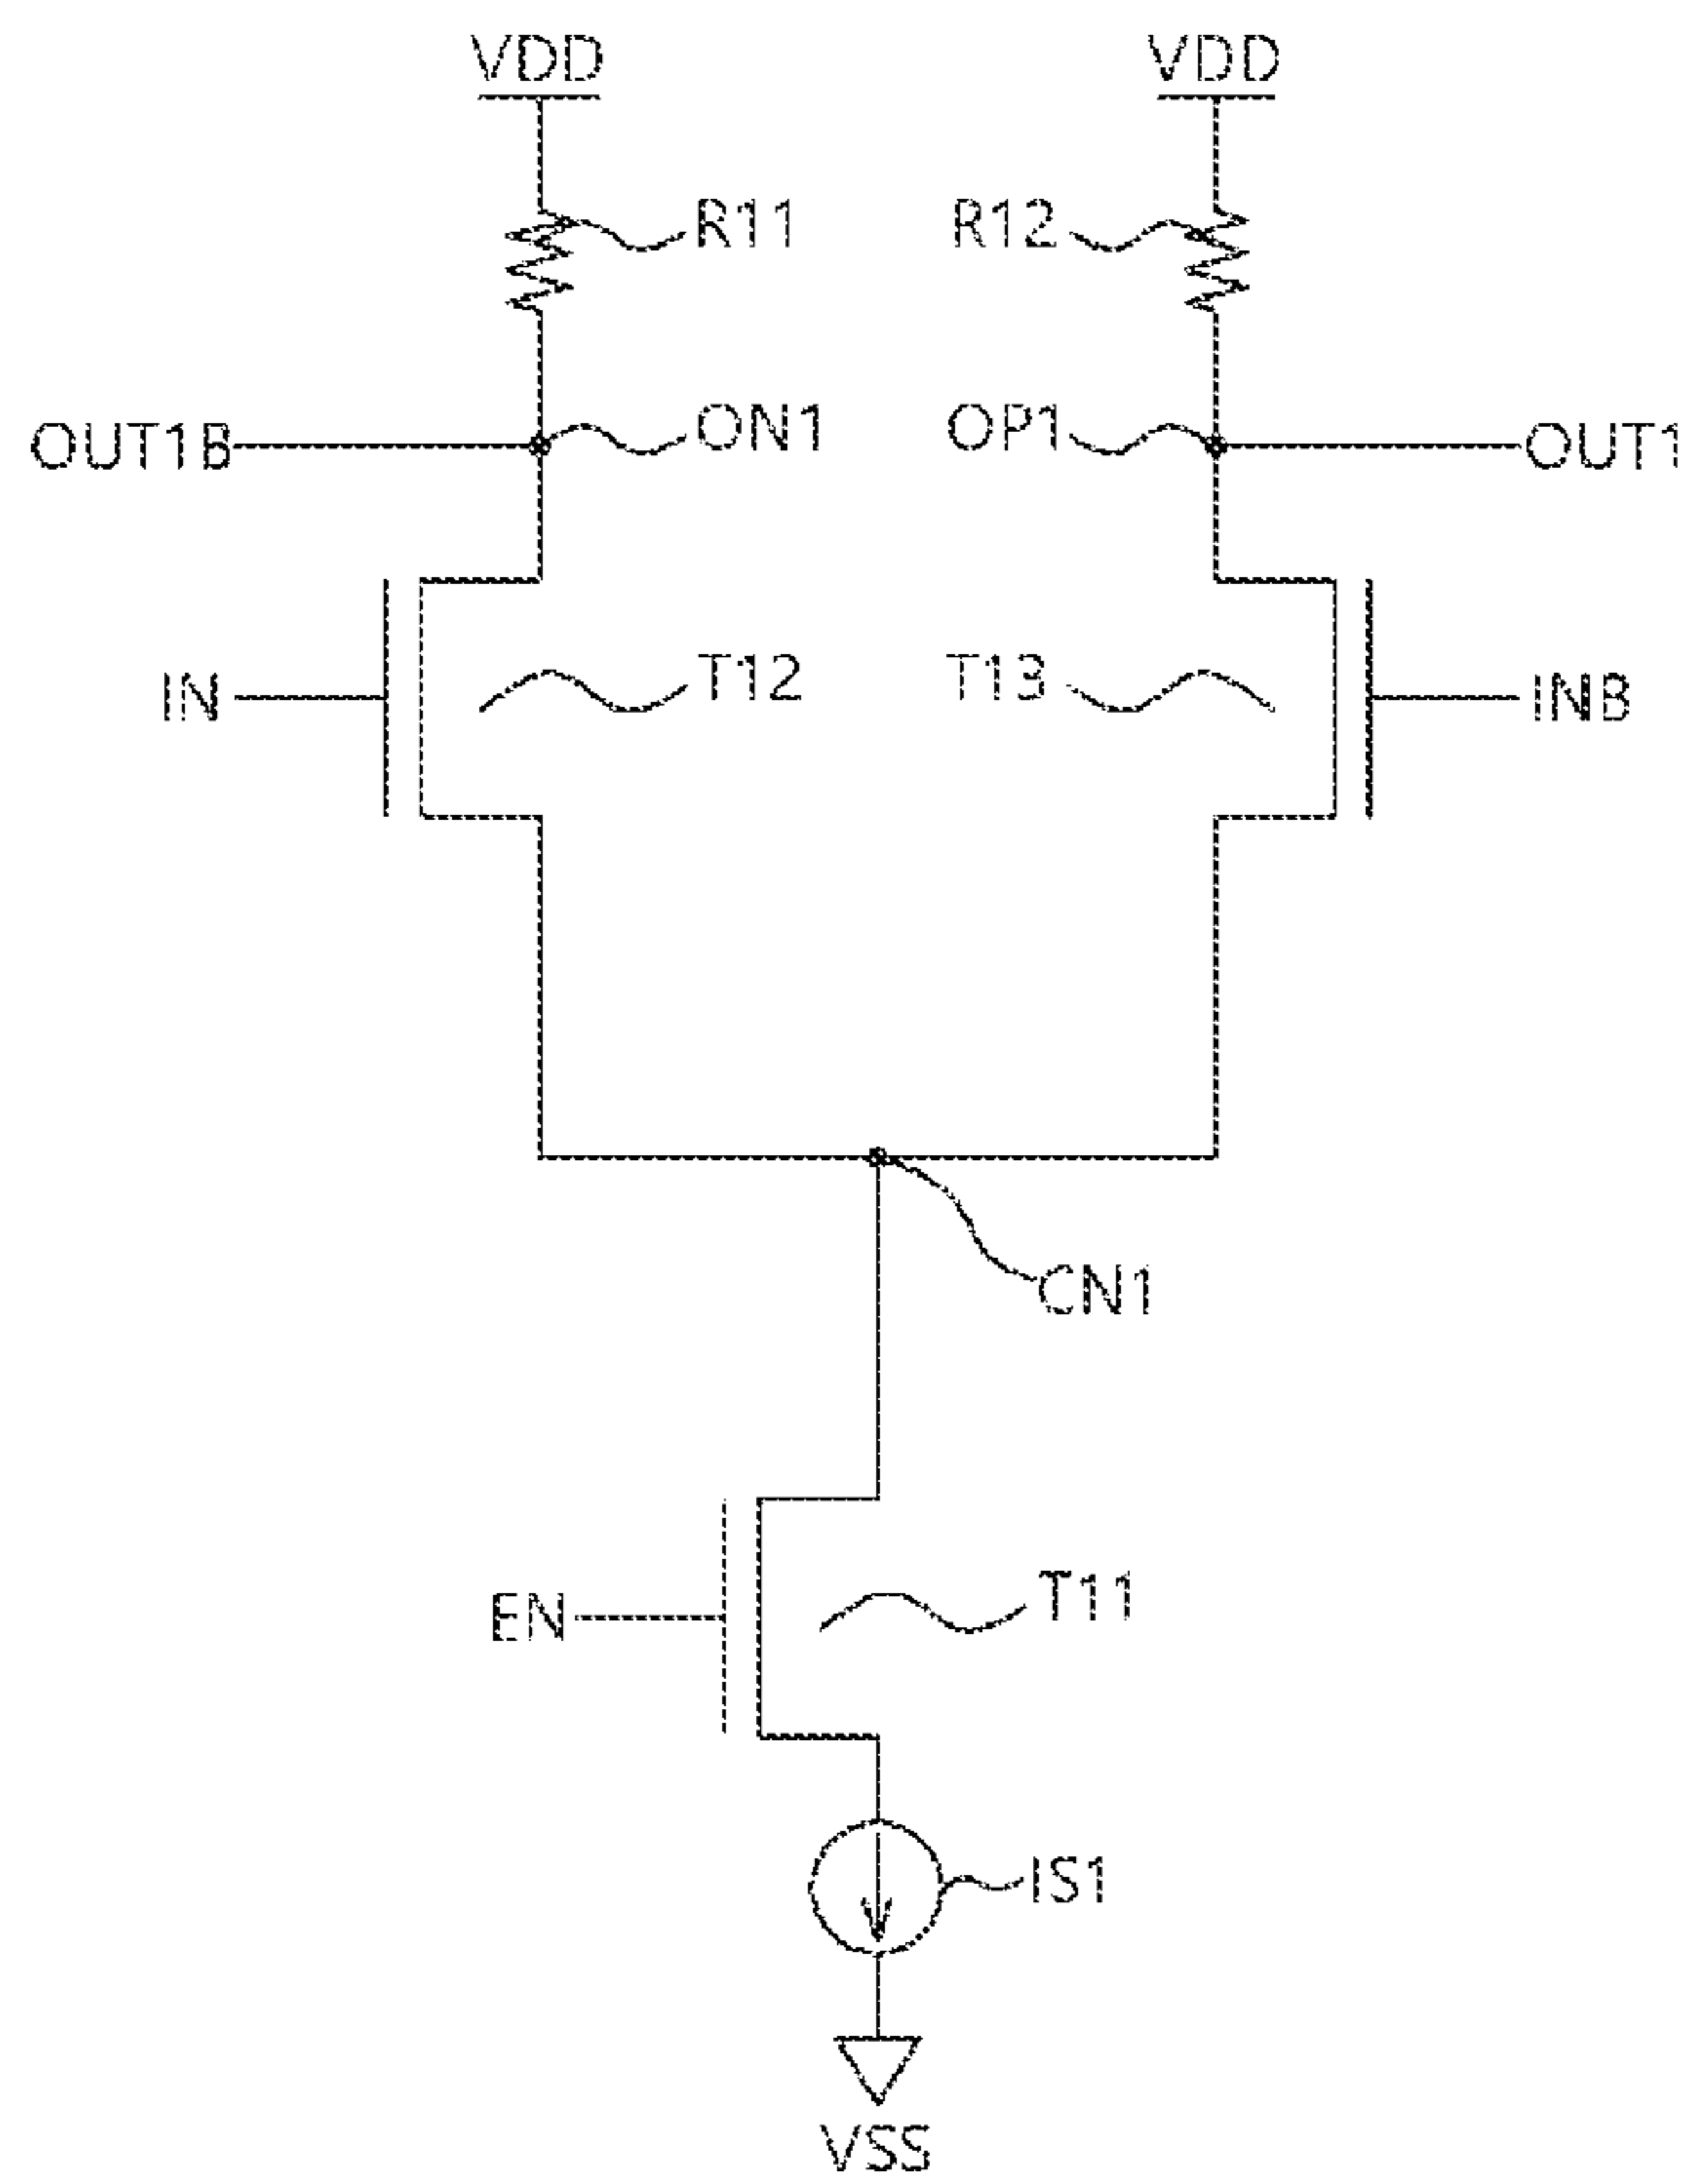 VDD VDD
R11 R12
OUT1B ON1 OP1 OUT1
IN T12 T13 INB
CN1
EN T11
IS1
VSS